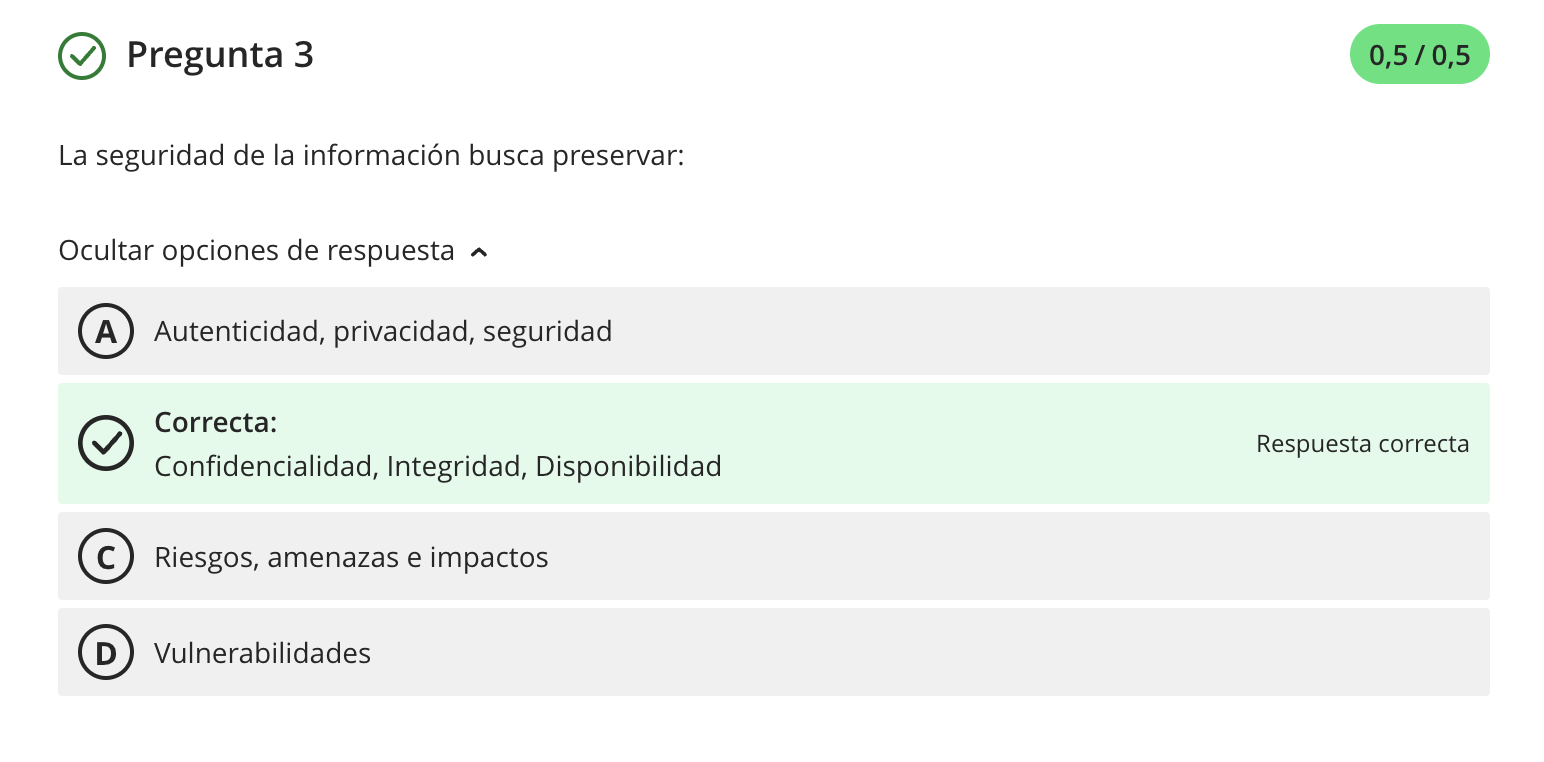 Pregunta 3
0,5 / 0,5
La seguridad de la información busca preservar:
Ocultar opciones de respuesta
A Autenticidad, privacidad, seguridad
Correcta:
Confidencialidad, Integridad, Disponibilidad
Respuesta correcta
C Riesgos, amenazas e impactos
D Vulnerabilidades